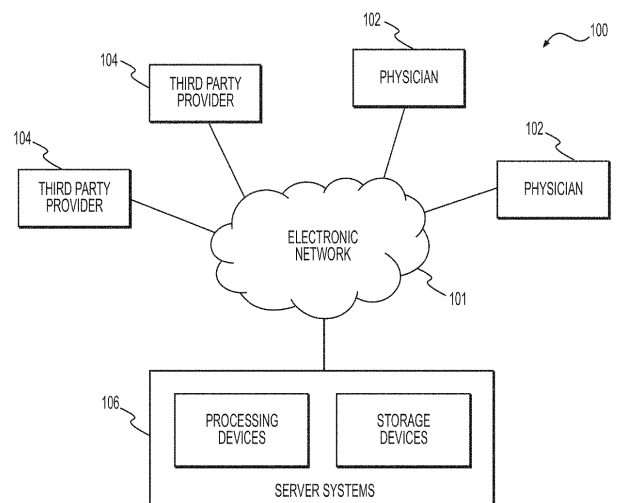 102
100
104
PHYSICIAN
THIRD PARTY
PROVIDER
104
102
THIRD PARTY
PROVIDER
PHYSICIAN
ELECTRONIC
NETWORK
101
106
PROCESSING
DEVICES
STORAGE
DEVICES
SERVER SYSTEMS